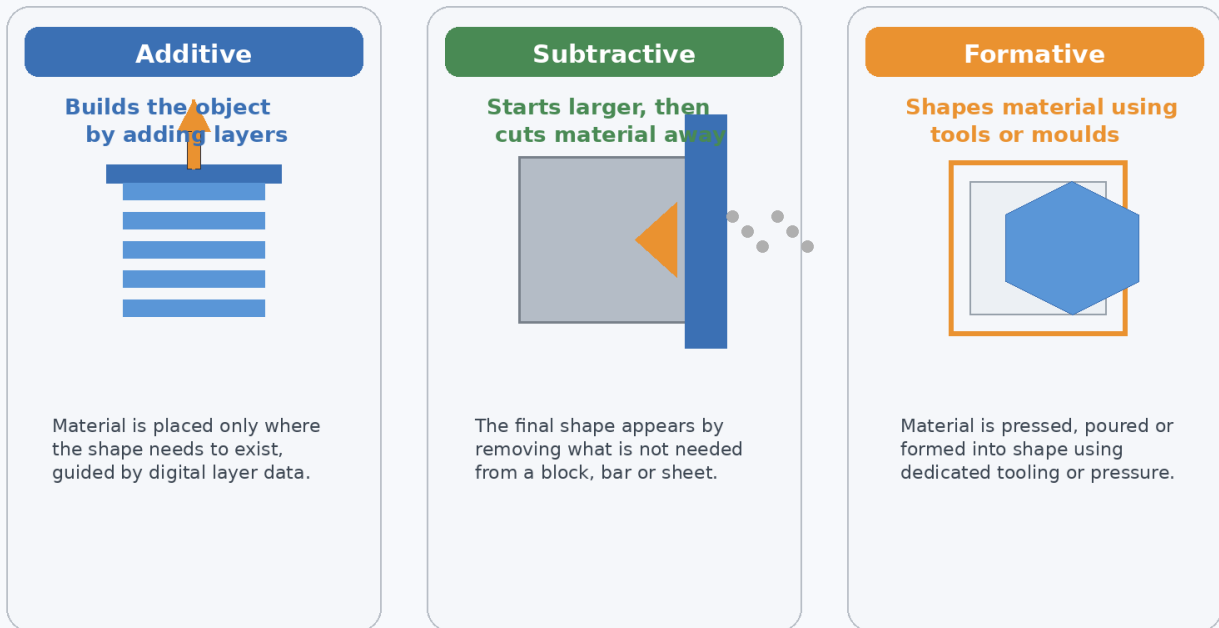 Additive
Builds the object
by adding layers
Material is placed only where
the shape needs to exist,
guided by digital layer data.
Subtractive
Starts larger, then
cuts material away
The final shape appears by
removing what is not needed
from a block, bar or sheet.
Formative
Shapes material using
tools or moulds
Material is pressed, poured or
formed into shape using
dedicated tooling or pressure.